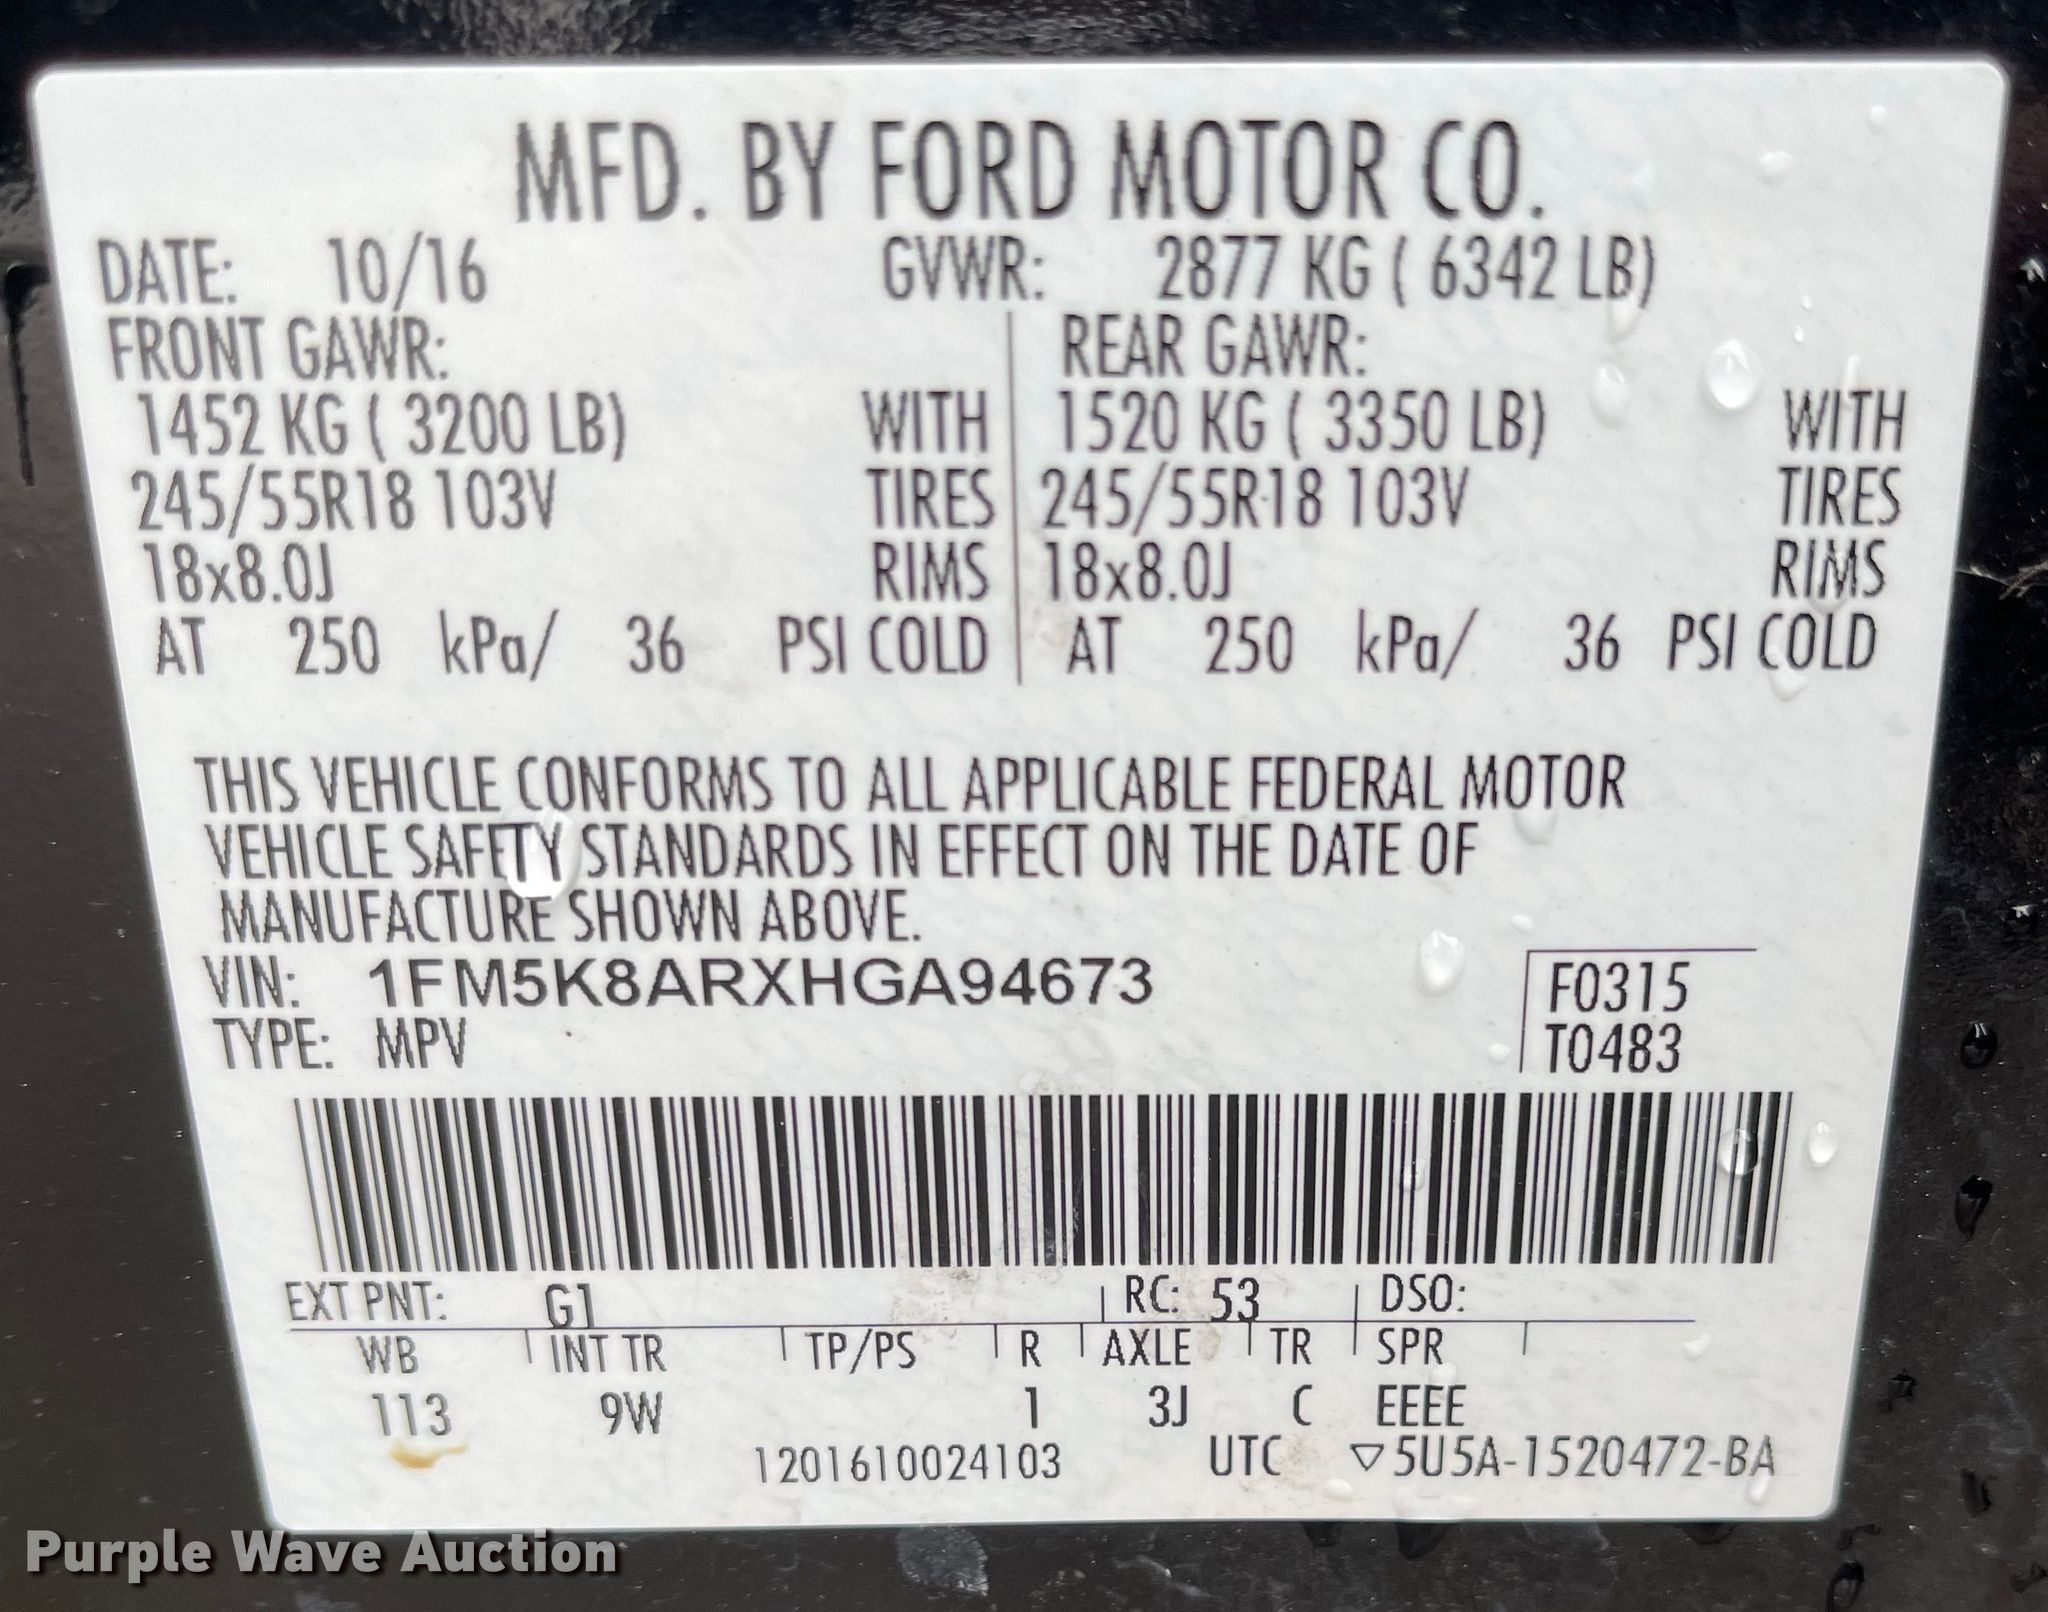 MFD. BY FORD MOTOR CO.
DATE: 10/16 GVWR: 2877 KG ( 6342 LB)
FRONT GAWR: REAR GAWR:
1452 KG ( 3200 LB) WITH 1520 KG ( 3350 LB) WITH
245/55R18 103V TIRES 245/55R18 103V TIRES
18x8.0J RIMS 18x8.0J RIMS
AT 250 kPa/ 36 PSI COLD AT 250 kPa/ 36 PSI COLD
THIS VEHICLE CONFORMS TO ALL APPLICABLE FEDERAL MOTOR
VEHICLE SAFETY STANDARDS IN EFFECT ON THE DATE OF
MANUFACTURE SHOWN ABOVE.
VIN: 1FM5K8ARXHGA94673 F0315
TYPE: MPV T0483
EXT PNT: G1 RC: 53 DSO:
WB INT TR TP/PS R AXLE TR SPR
113 9W 1 3J C EEEE
1201610024103 UTC ▽5U5A-1520472-BA
Purple Wave Auction